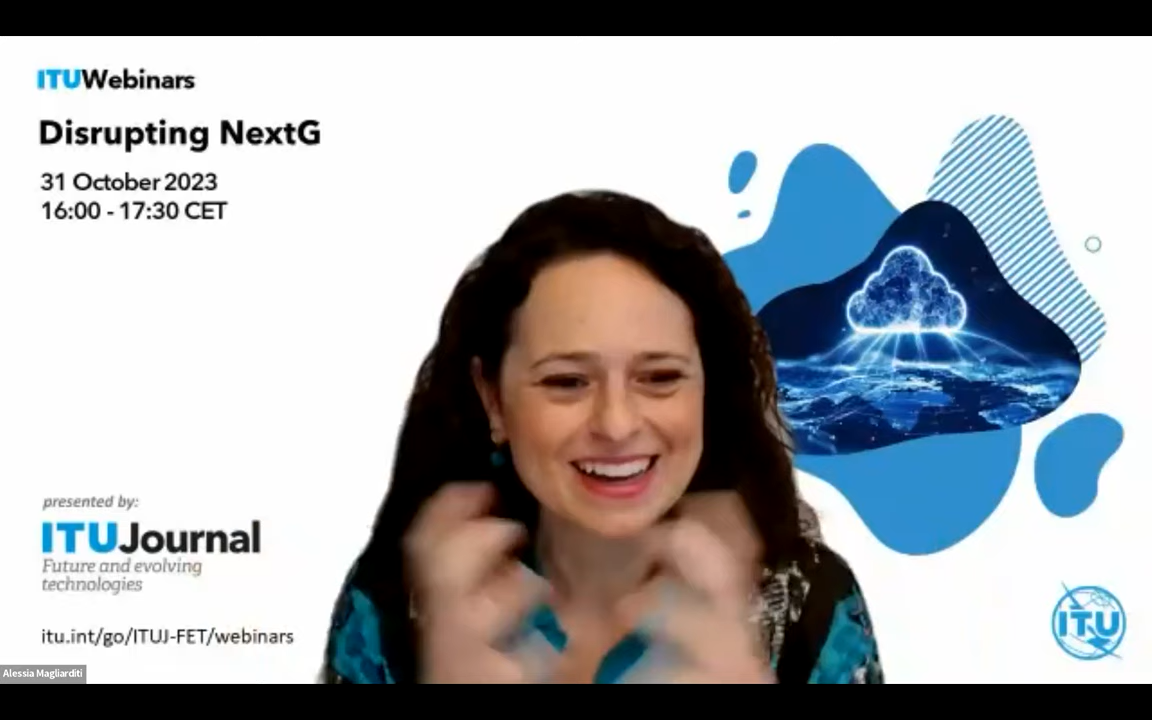 ITUWebinars
Disrupting NextG
31 October 2023
16:00 - 17:30 CET
presented by:
ITUJournal
Future and evolving
technologies
itu.int/go/ITUJ-FET/webinars
ITU
Alessia Magliarditi